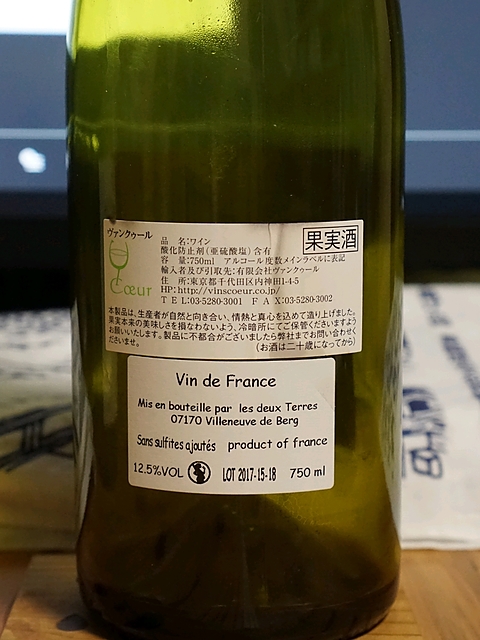 ヴァンクゥール
Cœur
果実酒
品　名:ワイン
酸化防止剤(亜硫酸塩)含有
容　量:750ml　アルコール度数メインラベルに表記
輸入者及び引取先:有限会社ヴァンクゥール
住　所:東京都千代田区内神田1-4-5
HP:http://vinscoeur.co.jp/
TEL:03-5280-3001　FAX:03-5280-3002
本製品は、生産者が自然と向き合い、情熱と真心を込めて造り上げました。
果実本来の美味しさを損なわないよう、冷暗所にてご保管くださいますよう
お願いいたします。製品に不都合がございましたら弊社までお問い合わせく
ださいませ。　(お酒は二十歳になってから)
Vin de France
Mis en bouteille par les deux Terres
07170 Villeneuve de Berg
Sans sulfites ajoutés product of france
12.5%VOL LOT 2017-15-18 750 ml